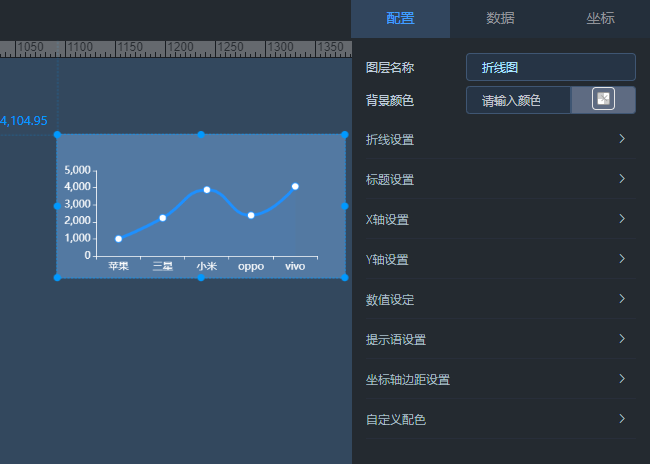 配置 数据 坐标
1050 1100 1150 1200 1250 1300 1350
图层名称 折线图
背景颜色 请输入颜色
4,104.95
折线设置
标题设置
X轴设置
Y轴设置
数值设定
提示语设置
坐标轴边距设置
自定义配色
5,000
4,000
3,000
2,000
1,000
0
苹果 三星 小米 oppo vivo